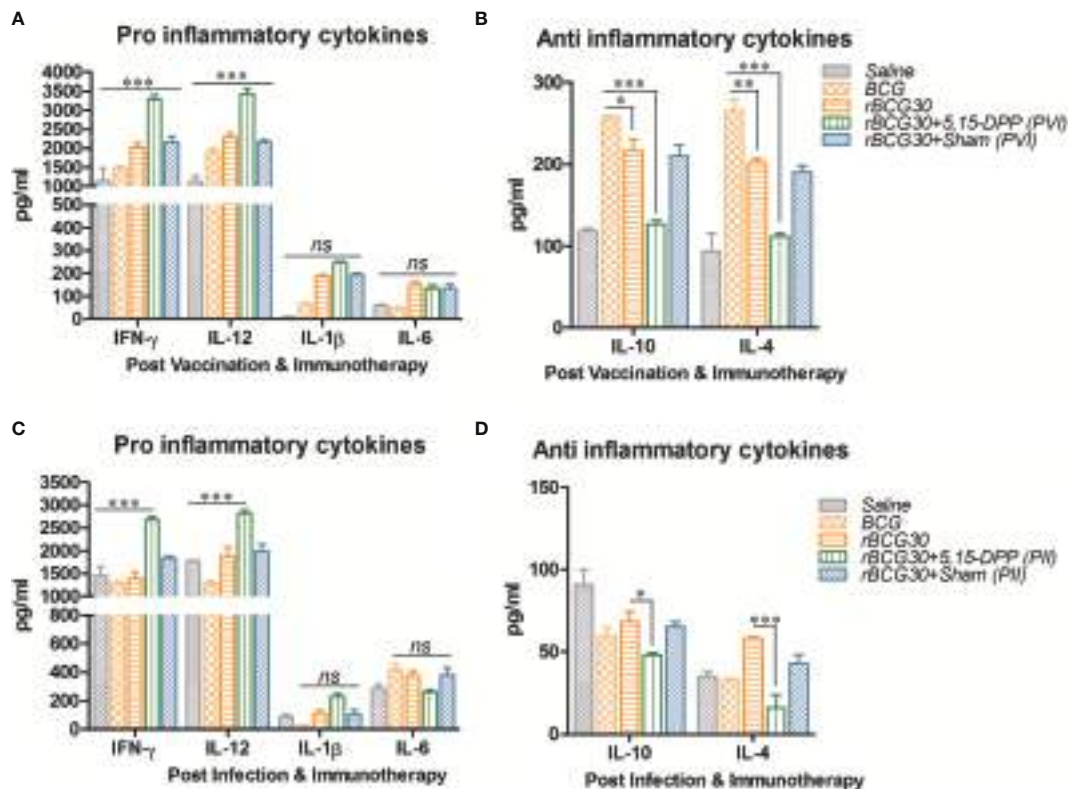 A
Pro inflammatory cytokines
4000
3500
3000
2500
2000
1500
1000
500
400
300
200
100
0
pg/ml
***
***
ns
ns
IFN-γ
IL-12
IL-1β
IL-6
Post Vaccination & Immunotherapy
B
Anti inflammatory cytokines
300
200
100
0
pg/ml
***
*
***
**
IL-10
IL-4
Post Vaccination & Immunotherapy
Saline
BCG
rBCG30
rBCG30+5,15-DPP (PVI)
rBCG30+Sham (PVI)
C
Pro inflammatory cytokines
3500
3000
2500
2000
1500
1000
800
600
400
200
0
pg/ml
***
***
ns
ns
IFN-γ
IL-12
IL-1β
IL-6
Post Infection & Immunotherapy
D
Anti inflammatory cytokines
150
100
50
0
pg/ml
*
***
IL-10
IL-4
Post Infection & Immunotherapy
Saline
BCG
rBCG30
rBCG30+5,15-DPP (PII)
rBCG30+Sham (PII)